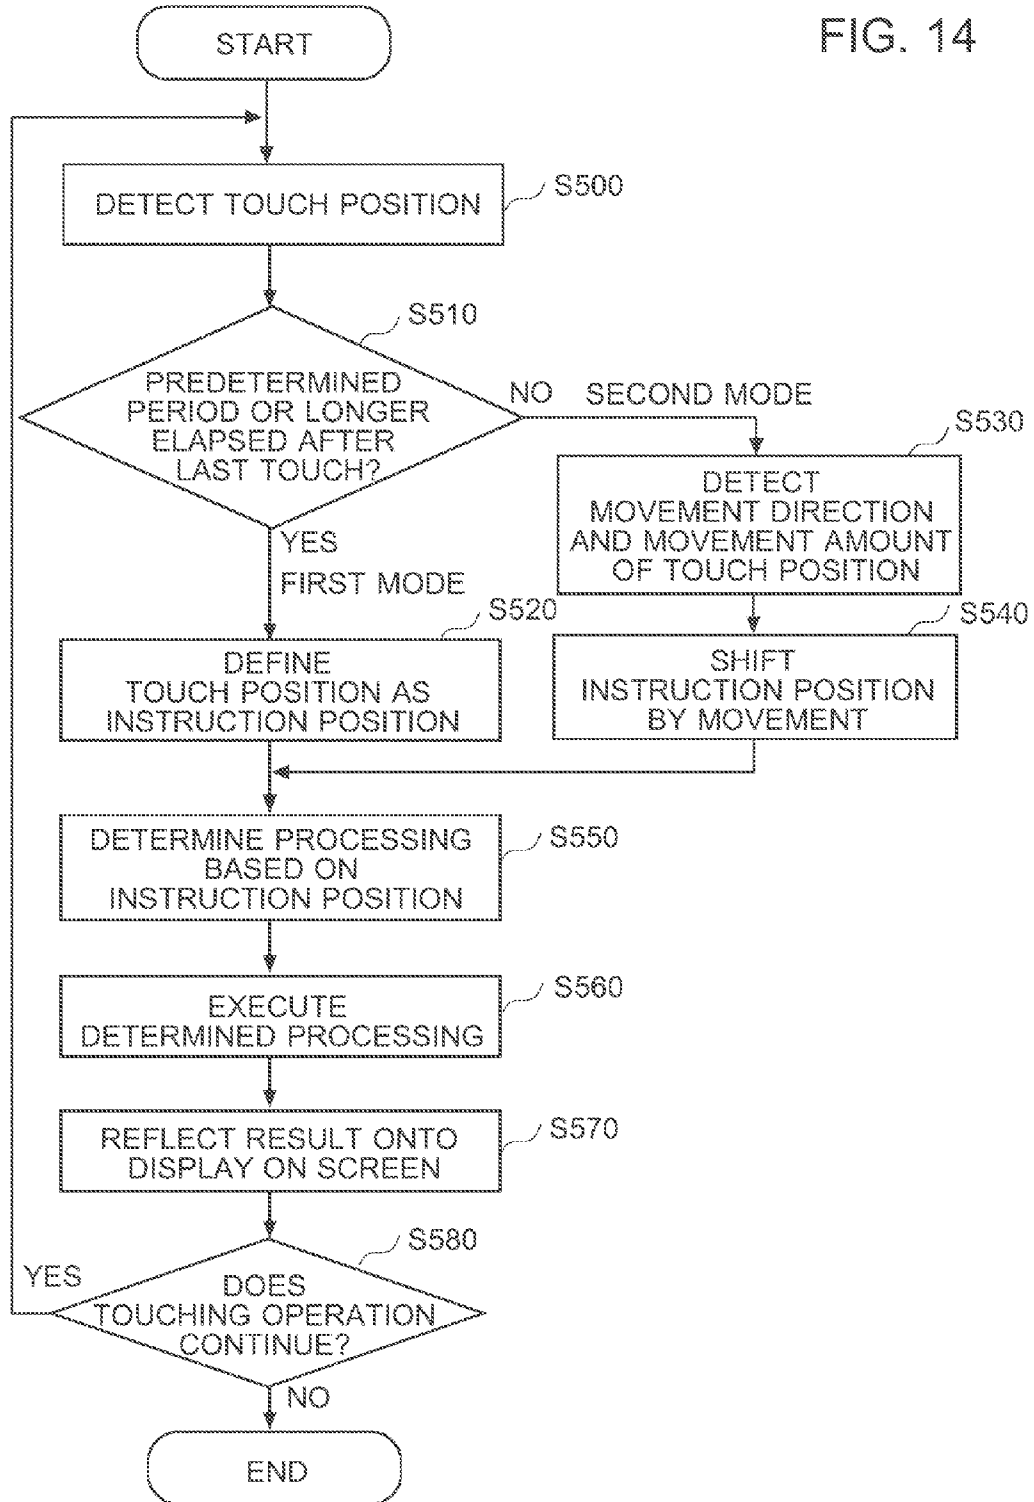 FIG. 14
START
DETECT TOUCH POSITION
S500
S510
PREDETERMINED
PERIOD OR LONGER
ELAPSED AFTER
LAST TOUCH?
NO SECOND MODE
YES
FIRST MODE
S530
DETECT
MOVEMENT DIRECTION
AND MOVEMENT AMOUNT
OF TOUCH POSITION
S520
DEFINE
TOUCH POSITION AS
INSTRUCTION POSITION
S540
SHIFT
INSTRUCTION POSITION
BY MOVEMENT
DETERMINE PROCESSING
BASED ON
INSTRUCTION POSITION
S550
EXECUTE
DETERMINED PROCESSING
S560
REFLECT RESULT ONTO
DISPLAY ON SCREEN
S570
S580
YES
DOES
TOUCHING OPERATION
CONTINUE?
NO
END